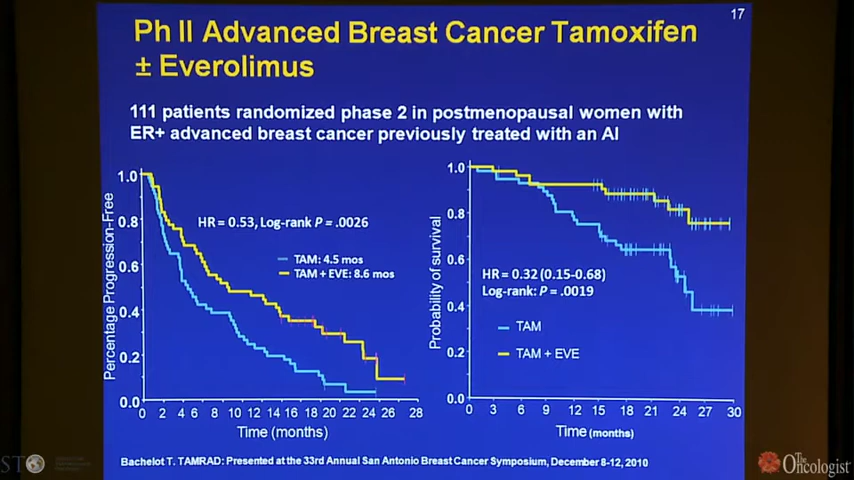 17
Ph II Advanced Breast Cancer Tamoxifen
± Everolimus
111 patients randomized phase 2 in postmenopausal women with
ER+ advanced breast cancer previously treated with an AI
Percentage Progression-Free
1.0
0.8
0.6
0.4
0.2
0.0
HR = 0.53, Log-rank P = .0026
TAM: 4.5 mos
TAM + EVE: 8.6 mos
0 2 4 6 8 10 12 14 16 18 20 22 24 26 28
Time (months)
Probability of survival
1.0
0.8
0.6
0.4
0.2
0.0
HR = 0.32 (0.15-0.68)
Log-rank: P = .0019
TAM
TAM + EVE
0 3 6 9 12 15 18 21 24 27 30
Time (months)
Bachelot T. TAMRAD: Presented at the 33rd Annual San Antonio Breast Cancer Symposium, December 8-12, 2010
STO
The
Oncologist